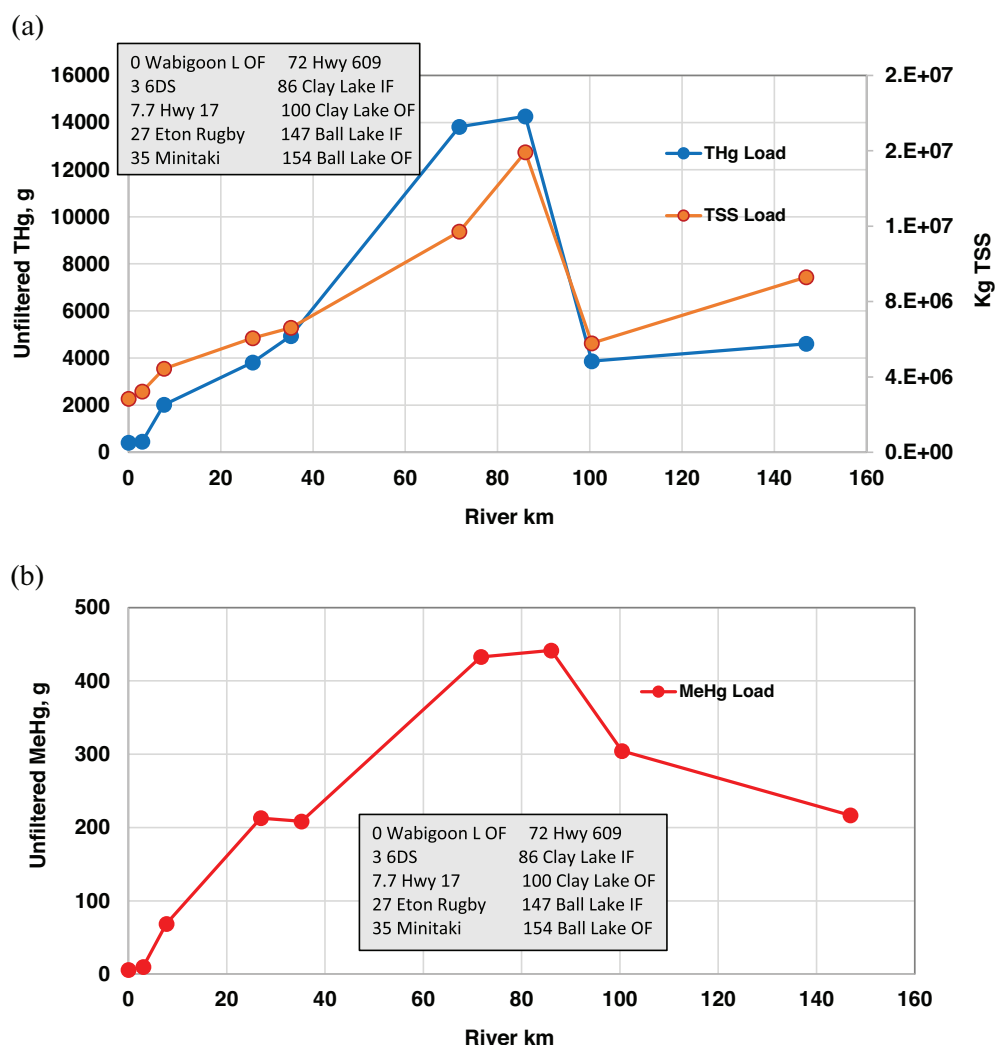 (a)
0 Wabigoon L OF 72 Hwy 609
3 6DS 86 Clay Lake IF
7.7 Hwy 17 100 Clay Lake OF
27 Eton Rugby 147 Ball Lake IF
35 Minitaki 154 Ball Lake OF
16000
14000
12000
10000
8000
6000
4000
2000
0
Unfiltered THg, g
THg Load
TSS Load
2.E+07
2.E+07
1.E+07
8.E+06
4.E+06
0.E+00
Kg TSS
0 20 40 60 80 100 120 140 160
River km
(b)
500
400
300
200
100
0
Unfiltered MeHg, g
MeHg Load
0 Wabigoon L OF 72 Hwy 609
3 6DS 86 Clay Lake IF
7.7 Hwy 17 100 Clay Lake OF
27 Eton Rugby 147 Ball Lake IF
35 Minitaki 154 Ball Lake OF
0 20 40 60 80 100 120 140 160
River km